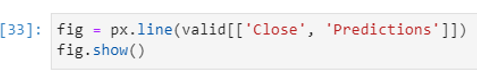 [33]: fig = px.line(valid[['Close', 'Predictions']])
fig.show()